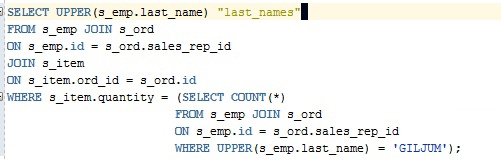 SELECT UPPER(s_emp.last_name) "last_names"
FROM s_emp JOIN s_ord
ON s_emp.id = s_ord.sales_rep_id
JOIN s_item
ON s_item.ord_id = s_ord.id
WHERE s_item.quantity = (SELECT COUNT(*)
FROM s_emp JOIN s_ord
ON s_emp.id = s_ord.sales_rep_id
WHERE UPPER(s_emp.last_name) = 'GILJUM');